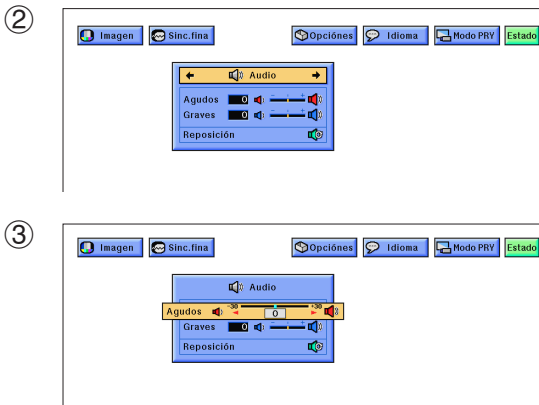 ②
Imagen Sinc.fina Opciónes Idioma Modo PRY Estado
Audio
Agudos 0 - +
Graves 0 - +
Reposición
③
Imagen Sinc.fina Opciónes Idioma Modo PRY Estado
Audio
Agudos -30 0 +30
Graves 0 - +
Reposición